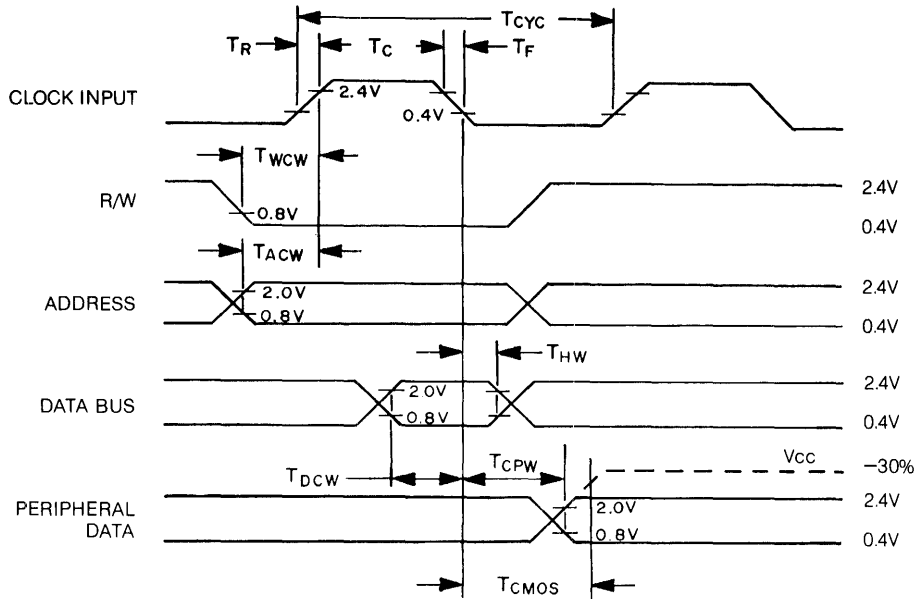 TCYC
TR TC TF
CLOCK INPUT
2.4V
0.4V
TWCW
R/W
0.8V
2.4V
0.4V
TACW
ADDRESS
2.0V
0.8V
2.4V
0.4V
THW
DATA BUS
2.0V
0.8V
2.4V
0.4V
TDCW TCPW
VCC —30%
PERIPHERAL
DATA
2.0V
0.8V
2.4V
0.4V
TCMOS